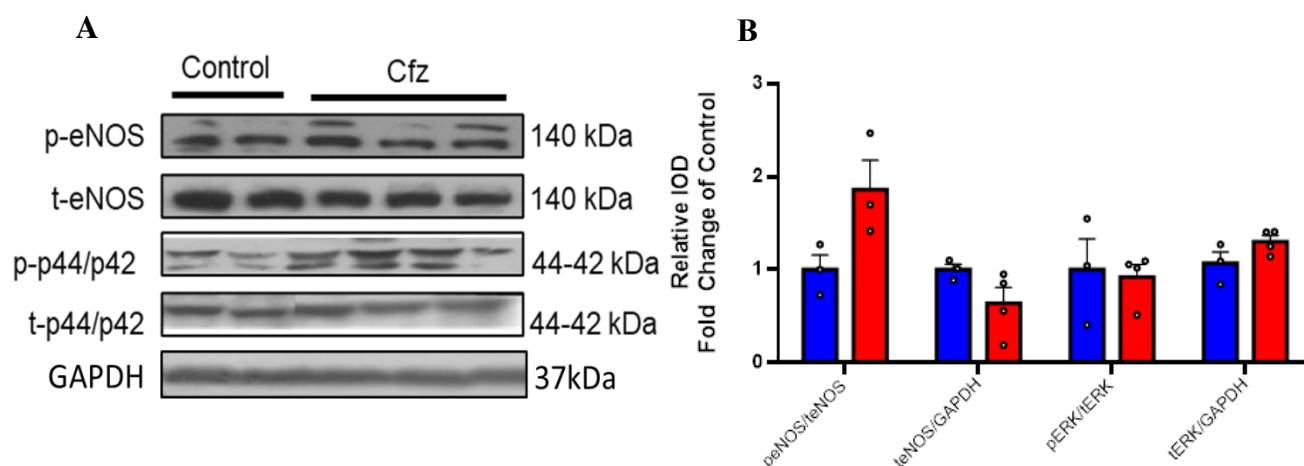 A
Control Cfz
p-eNOS 140 kDa
t-eNOS 140 kDa
p-p44/p42 44-42 kDa
t-p44/p42 44-42 kDa
GAPDH 37kDa
B
Relative IOD
Fold Change of Control
3
2
1
0
peNOS/teNOS
teNOS/GAPDH
pERK/tERK
tERK/GAPDH